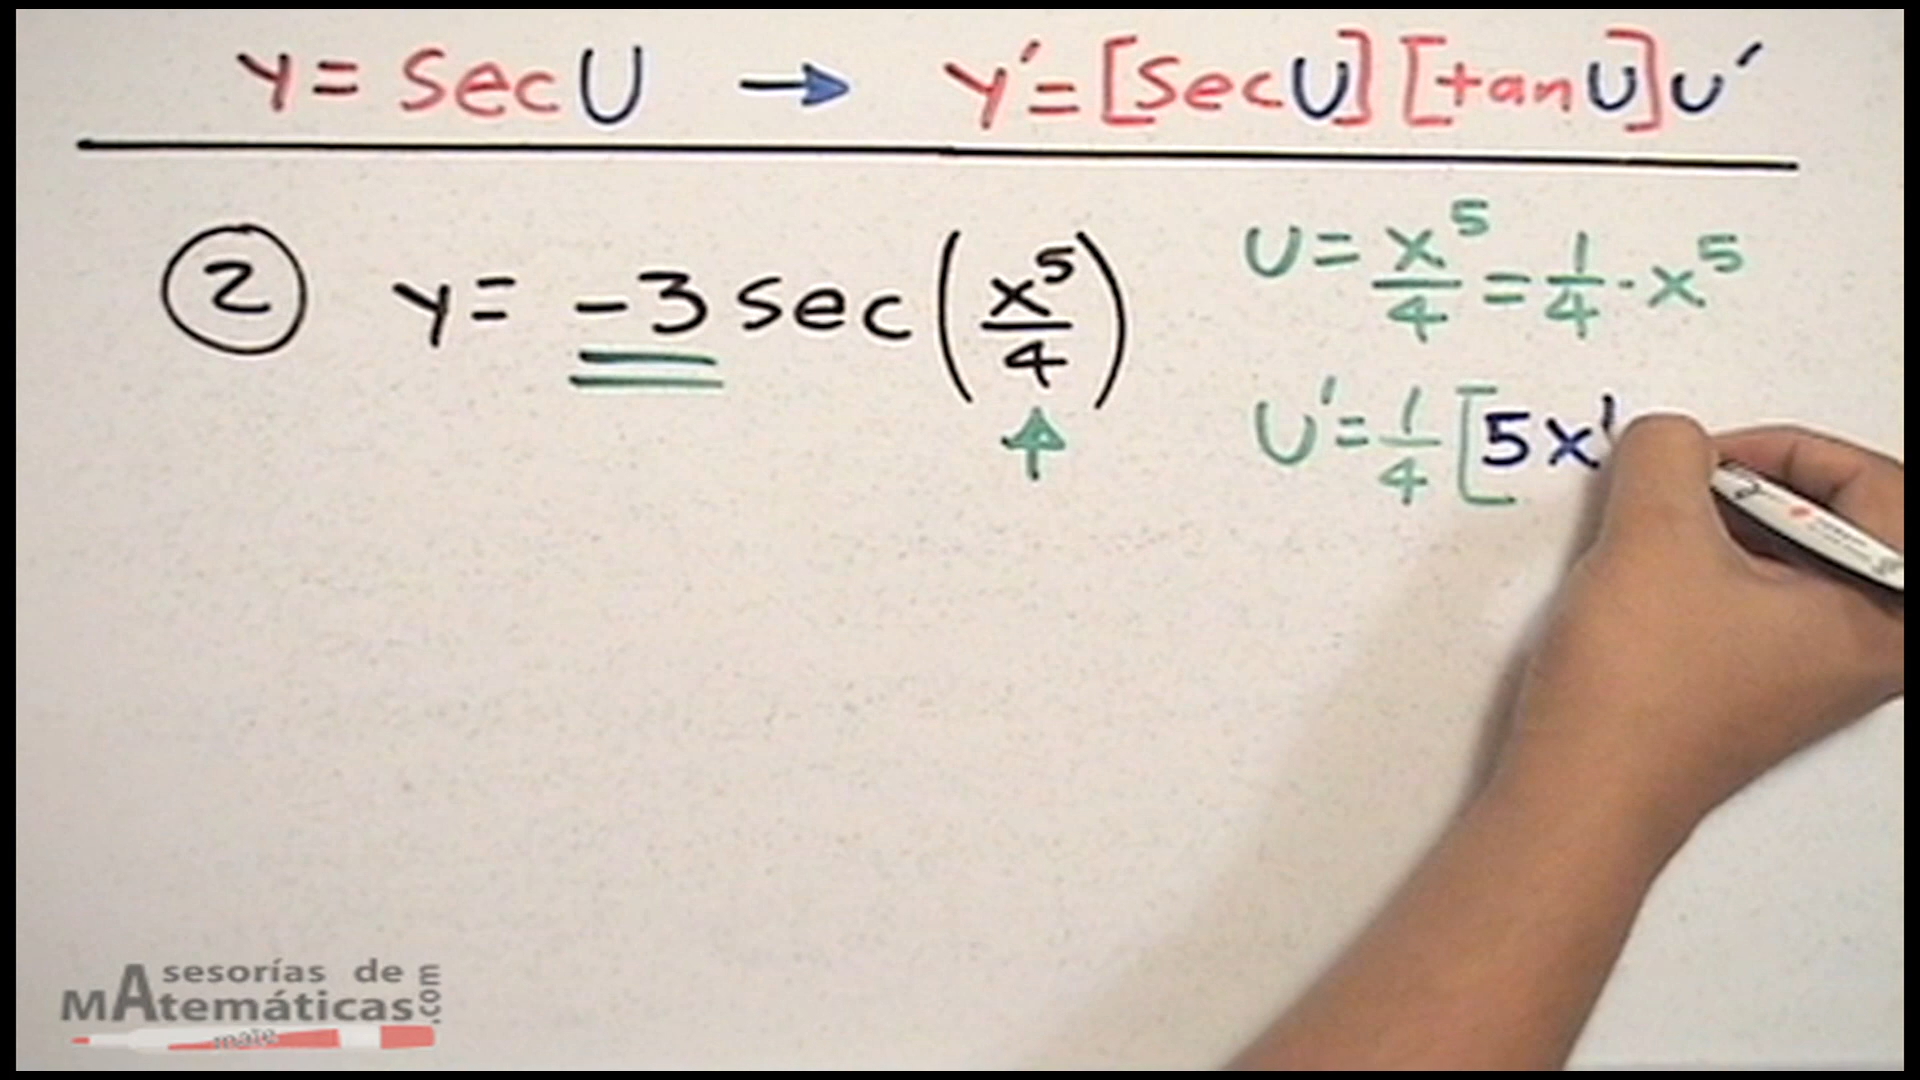 y = sec U → y' = [sec U] [tan U] U'
2 y = -3 sec (x⁵/4)
U = x⁵/4 = 1/4 · x⁵
U' = 1/4 [5x
Asesorías de
MAtemáticas.com
mate